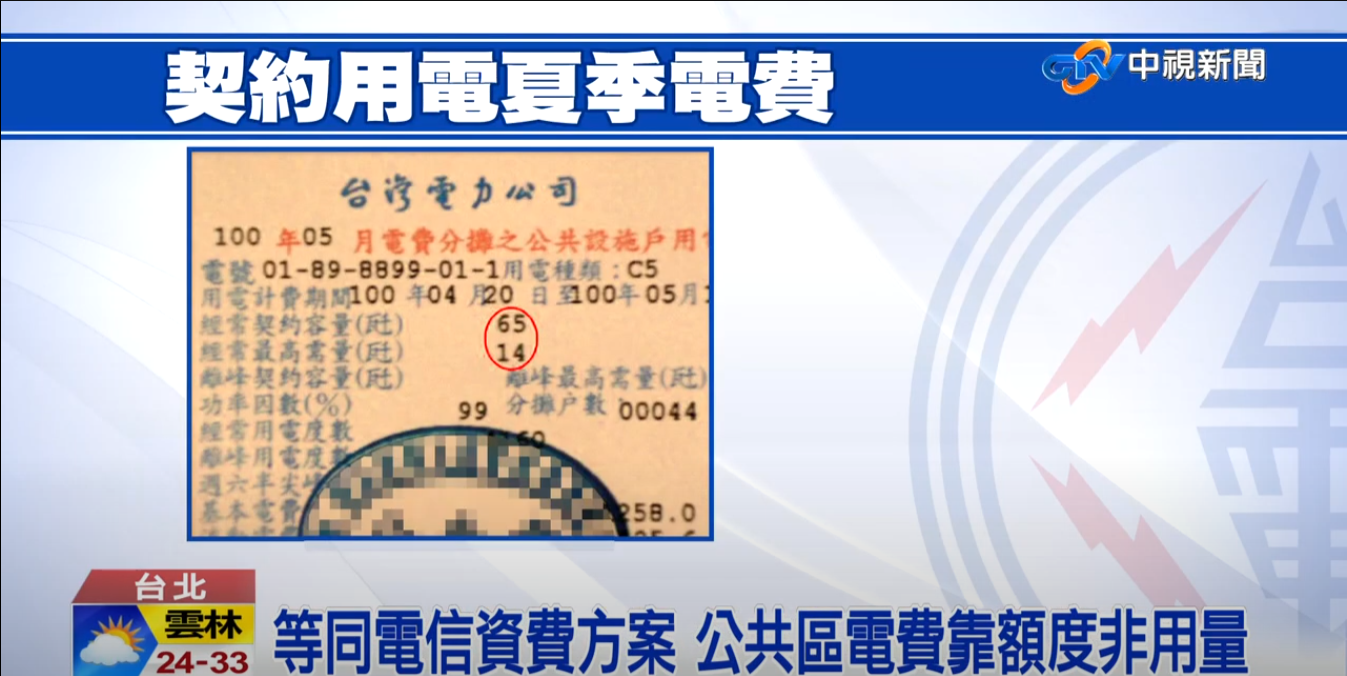 契約用電夏季電費
CTV 中視新聞
台灣電力公司
100 年05 月電費分攤之公共設施戶用
電號 01-89-8899-01-1 用電種類：C5
用電計費期間100 年04 月20 日至100年05月
經常契約容量(瓩) 65
經常最高需量(瓩) 14
離峰契約容量(瓩) 離峰最高需量(瓩)
功率因數(%) 99 分攤戶數 00044
經常用電度數 60
離峰用電度數
週六半尖峰
基本電費 258.0
台北
雲林
24-33
等同電信資費方案 公共區電費靠額度非用量
台電